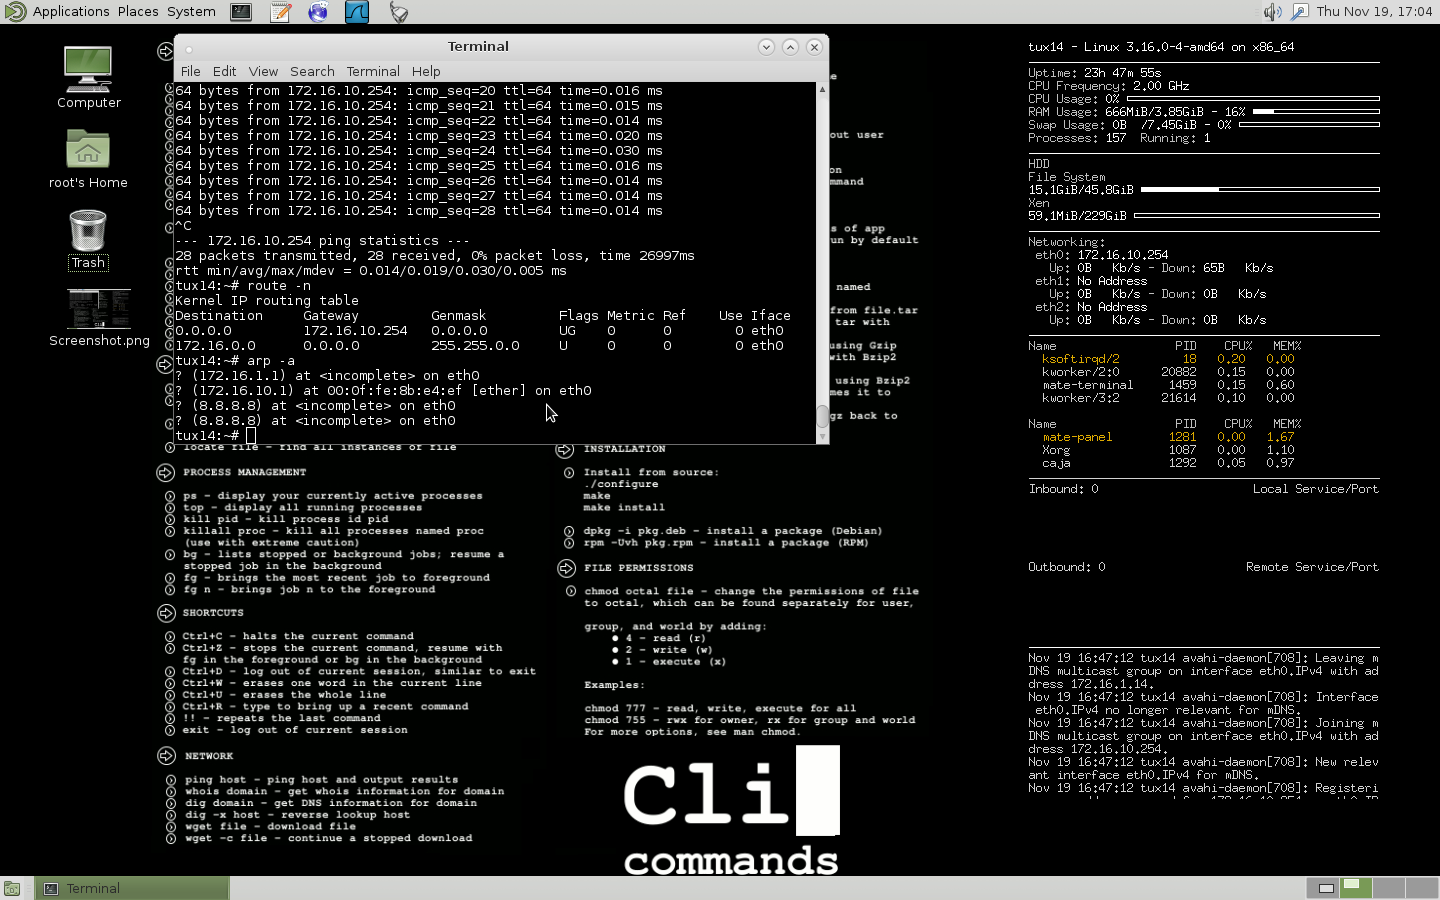 Applications Places System
Thu Nov 19, 17:04
Computer
root's Home
Trash
Screenshot.png
Terminal
File Edit View Search Terminal Help
64 bytes from 172.16.10.254: icmp_seq=20 ttl=64 time=0.016 ms
64 bytes from 172.16.10.254: icmp_seq=21 ttl=64 time=0.015 ms
64 bytes from 172.16.10.254: icmp_seq=22 ttl=64 time=0.014 ms
64 bytes from 172.16.10.254: icmp_seq=23 ttl=64 time=0.020 ms
64 bytes from 172.16.10.254: icmp_seq=24 ttl=64 time=0.030 ms
64 bytes from 172.16.10.254: icmp_seq=25 ttl=64 time=0.016 ms
64 bytes from 172.16.10.254: icmp_seq=26 ttl=64 time=0.014 ms
64 bytes from 172.16.10.254: icmp_seq=27 ttl=64 time=0.014 ms
64 bytes from 172.16.10.254: icmp_seq=28 ttl=64 time=0.014 ms
^C
--- 172.16.10.254 ping statistics ---
28 packets transmitted, 28 received, 0% packet loss, time 26997ms
rtt min/avg/max/mdev = 0.014/0.019/0.030/0.005 ms
tux14:~# route -n
Kernel IP routing table
Destination Gateway Genmask Flags Metric Ref Use Iface
0.0.0.0 172.16.10.254 0.0.0.0 UG 0 0 0 eth0
172.16.0.0 0.0.0.0 255.255.0.0 U 0 0 0 eth0
tux14:~# arp -a
? (172.16.1.1) at <incomplete> on eth0
? (172.16.10.1) at 00:0f:fe:8b:e4:ef [ether] on eth0
? (8.8.8.8) at <incomplete> on eth0
? (8.8.8.8) at <incomplete> on eth0
tux14:~#
out user
on
mmand
s of app
un by default
named
from file.tar
tar with
using Gzip
with Bzip2
using Bzip2
mes it to
gz back to
locate file - find all instances of file
PROCESS MANAGEMENT
ps - display your currently active processes
top - display all running processes
kill pid - kill process id pid
killall proc - kill all processes named proc
(use with extreme caution)
bg - lists stopped or background jobs; resume a
stopped job in the background
fg - brings the most recent job to foreground
fg n - brings job n to the foreground
SHORTCUTS
Ctrl+C - halts the current command
Ctrl+Z - stops the current command, resume with
fg in the foreground or bg in the background
Ctrl+D - log out of current session, similar to exit
Ctrl+W - erases one word in the current line
Ctrl+U - erases the whole line
Ctrl+R - type to bring up a recent command
!! - repeats the last command
exit - log out of current session
NETWORK
ping host - ping host and output results
whois domain - get whois information for domain
dig domain - get DNS information for domain
dig -x host - reverse lookup host
wget file - download file
wget -c file - continue a stopped download
INSTALLATION
Install from source:
./configure
make
make install
dpkg -i pkg.deb - install a package (Debian)
rpm -Uvh pkg.rpm - install a package (RPM)
FILE PERMISSIONS
chmod octal file - change the permissions of file
to octal, which can be found separately for user,
group, and world by adding:
● 4 - read (r)
● 2 - write (w)
● 1 - execute (x)
Examples:
chmod 777 - read, write, execute for all
chmod 755 - rwx for owner, rx for group and world
For more options, see man chmod.
Cli
commands
tux14 - Linux 3.16.0-4-amd64 on x86_64
Uptime: 23h 47m 55s
CPU Frequency: 2.00 GHz
CPU Usage: 0%
RAM Usage: 666MiB/3.85GiB - 16%
Swap Usage: 0B /7.45GiB - 0%
Processes: 157 Running: 1
HDD
File System
15.1GiB/45.8GiB
Xen
59.1MiB/229GiB
Networking:
eth0: 172.16.10.254
Up: 0B Kb/s - Down: 65B Kb/s
eth1: No Address
Up: 0B Kb/s - Down: 0B Kb/s
eth2: No Address
Up: 0B Kb/s - Down: 0B Kb/s
Name PID CPU% MEM%
ksoftirqd/2 18 0.20 0.00
kworker/2:0 20882 0.15 0.00
mate-terminal 1459 0.15 0.60
kworker/3:2 21614 0.10 0.00
Name PID CPU% MEM%
mate-panel 1281 0.00 1.67
Xorg 1087 0.00 1.10
caja 1292 0.05 0.97
Inbound: 0 Local Service/Port
Outbound: 0 Remote Service/Port
Nov 19 16:47:12 tux14 avahi-daemon[708]: Leaving m
DNS multicast group on interface eth0.IPv4 with ad
dress 172.16.1.14.
Nov 19 16:47:12 tux14 avahi-daemon[708]: Interface
eth0.IPv4 no longer relevant for mDNS.
Nov 19 16:47:12 tux14 avahi-daemon[708]: Joining m
DNS multicast group on interface eth0.IPv4 with ad
dress 172.16.10.254.
Nov 19 16:47:12 tux14 avahi-daemon[708]: New relev
ant interface eth0.IPv4 for mDNS.
Nov 19 16:47:12 tux14 avahi-daemon[708]: Registeri
Terminal